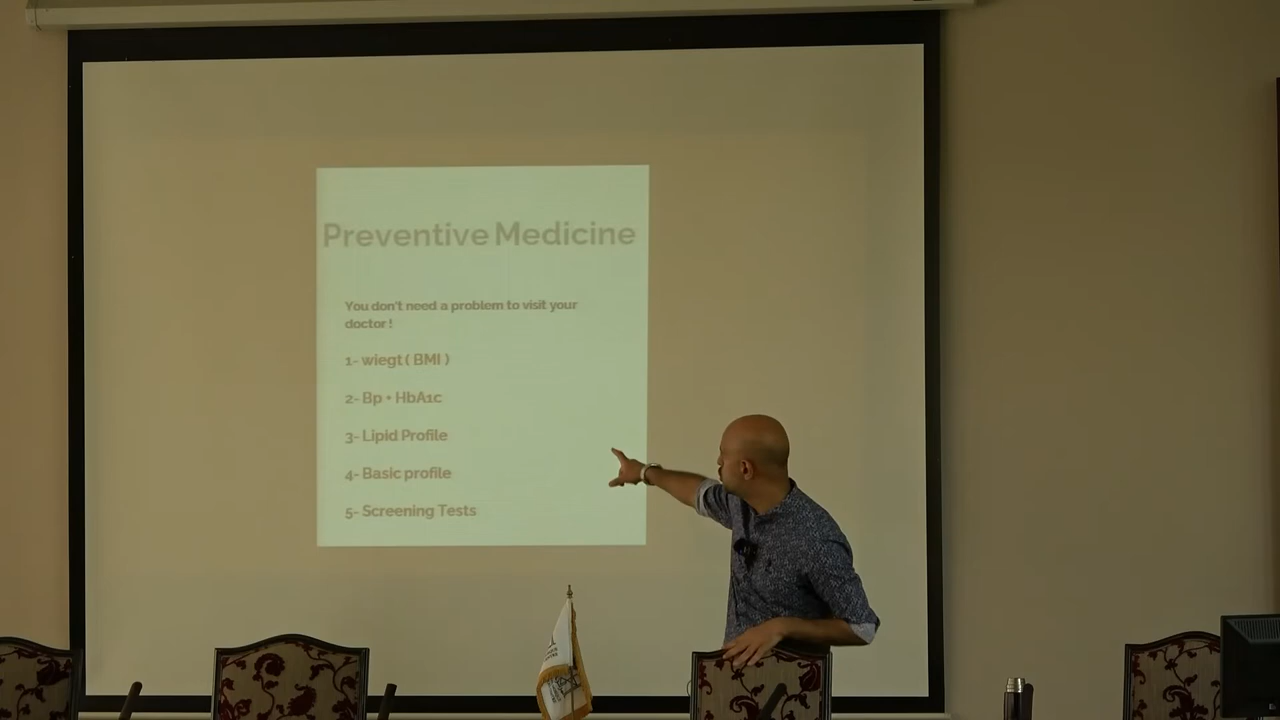 Preventive Medicine
You don't need a problem to visit your
doctor !
1- wiegt ( BMI )
2- Bp • HbA1c
3- Lipid Profile
4- Basic profile
5- Screening Tests